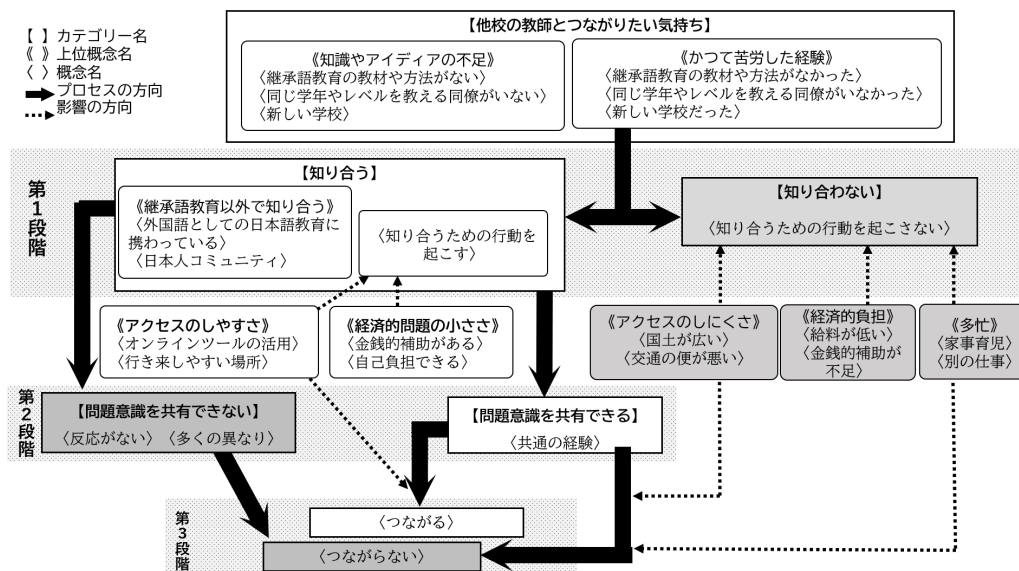 【 】カテゴリー名
《 》上位概念名
〈 〉概念名
プロセスの方向
影響の方向
【他校の教師とつながりたい気持ち】
《知識やアイディアの不足》
〈継承語教育の教材や方法がない〉
〈同じ学年やレベルを教える同僚がいない〉
〈新しい学校〉
《かつて苦労した経験》
〈継承語教育の教材や方法がなかった〉
〈同じ学年やレベルを教える同僚がいなかった〉
〈新しい学校だった〉
第1段階
【知り合う】
《継承語教育以外で知り合う》
〈外国語としての日本語教育に
携わっている〉
〈日本人コミュニティ〉
〈知り合うための行動を
起こす〉
【知り合わない】
〈知り合うための行動を起こさない〉
《アクセスのしやすさ》
〈オンラインツールの活用〉
〈行き来しやすい場所〉
《経済的問題の小ささ》
〈金銭的補助がある〉
〈自己負担できる〉
《アクセスのしにくさ》
〈国土が広い〉
〈交通の便が悪い〉
《経済的負担》
〈給料が低い〉
〈金銭的補助が
不足〉
《多忙》
〈家事育児〉
〈別の仕事〉
第2段階
【問題意識を共有できない】
〈反応がない〉〈多くの異なり〉
【問題意識を共有できる】
〈共通の経験〉
第3段階
〈つながる〉
〈つながらない〉